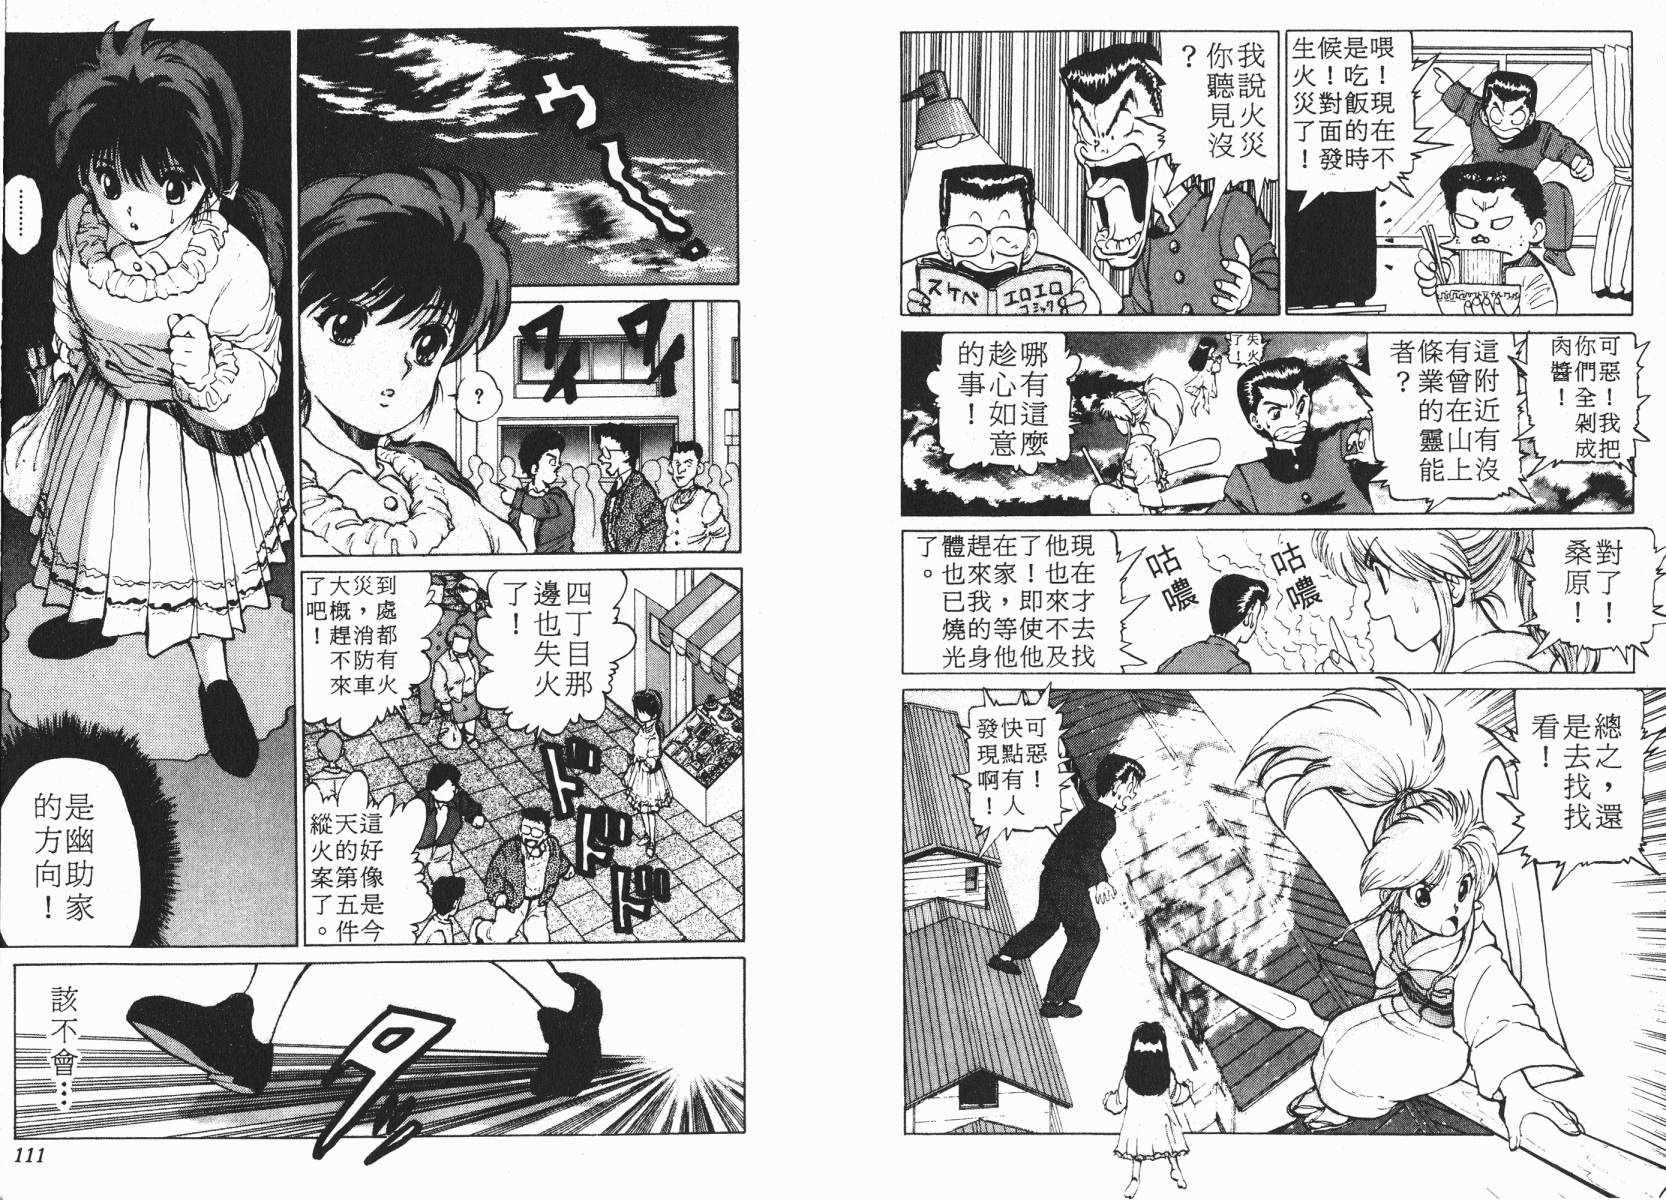 喂！現在不
是吃飯的時
候！對面發
生火災了！
我說火災
你聽見沒
？
スケベ
エロエロ
コミック
可惡！我把
你們全剁成
肉醬！
這附近有沒
有曾在山上
條業的靈能
者？
失火
了！
哪有這麼
趁心如意
的事！
對了！
桑原！
咕噥
咕噥
現在才去找
他也來不及
了！即使他
在家，等他
趕來我的身
體也已燒光
了。
總之，還
是去找找
看！
可惡！
快點有人
發現啊！
ウ
ワイ
ワイ
？
四丁目那
邊也失火
了！
到處都有火
災，消防車
大概趕不來
了吧！
ドドドド
這好像是今
天的第五件
縱火案了。
………
是幽助家
的方向！
該不會…
ダッ
111